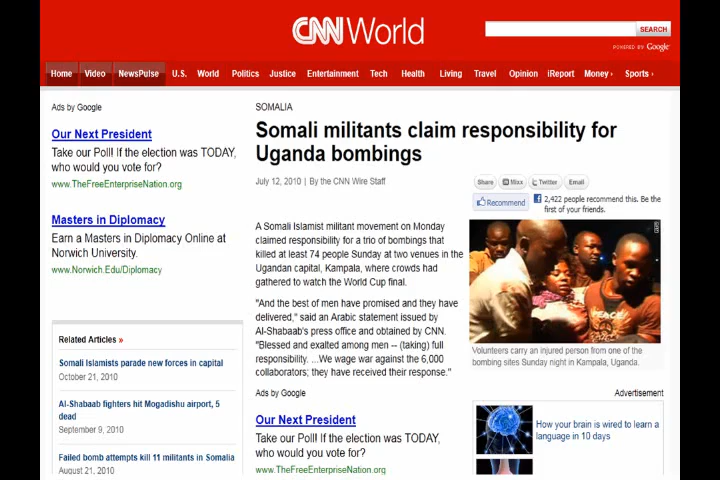 CNN World
SEARCH
POWERED BY Google
Home Video NewsPulse U.S. World Politics Justice Entertainment Tech Health Living Travel Opinion iReport Money › Sports ›
Ads by Google
Our Next President
Take our Poll! If the election was TODAY,
who would you vote for?
www.TheFreeEnterpriseNation.org
Masters in Diplomacy
Earn a Masters in Diplomacy Online at
Norwich University.
www.Norwich.Edu/Diplomacy
Related Articles »
Somali Islamists parade new forces in capital
October 21, 2010
Al-Shabaab fighters hit Mogadishu airport, 5
dead
September 9, 2010
Failed bomb attempts kill 11 militants in Somalia
August 21, 2010
SOMALIA
Somali militants claim responsibility for
Uganda bombings
July 12, 2010 | By the CNN Wire Staff
Share Mixx Twitter Email
Recommend
2,422 people recommend this. Be the
first of your friends.
A Somali Islamist militant movement on Monday
claimed responsibility for a trio of bombings that
killed at least 74 people Sunday at two venues in the
Ugandan capital, Kampala, where crowds had
gathered to watch the World Cup final.
"And the best of men have promised and they have
delivered," said an Arabic statement issued by
Al-Shabaab's press office and obtained by CNN.
"Blessed and exalted among men -- (taking) full
responsibility. ...We wage war against the 6,000
collaborators; they have received their response."
PEACE!
Volunteers carry an injured person from one of the
bombing sites Sunday night in Kampala, Uganda.
Ads by Google
Our Next President
Take our Poll! If the election was TODAY,
who would you vote for?
www.TheFreeEnterpriseNation.org
Advertisement
How your brain is wired to learn a
language in 10 days